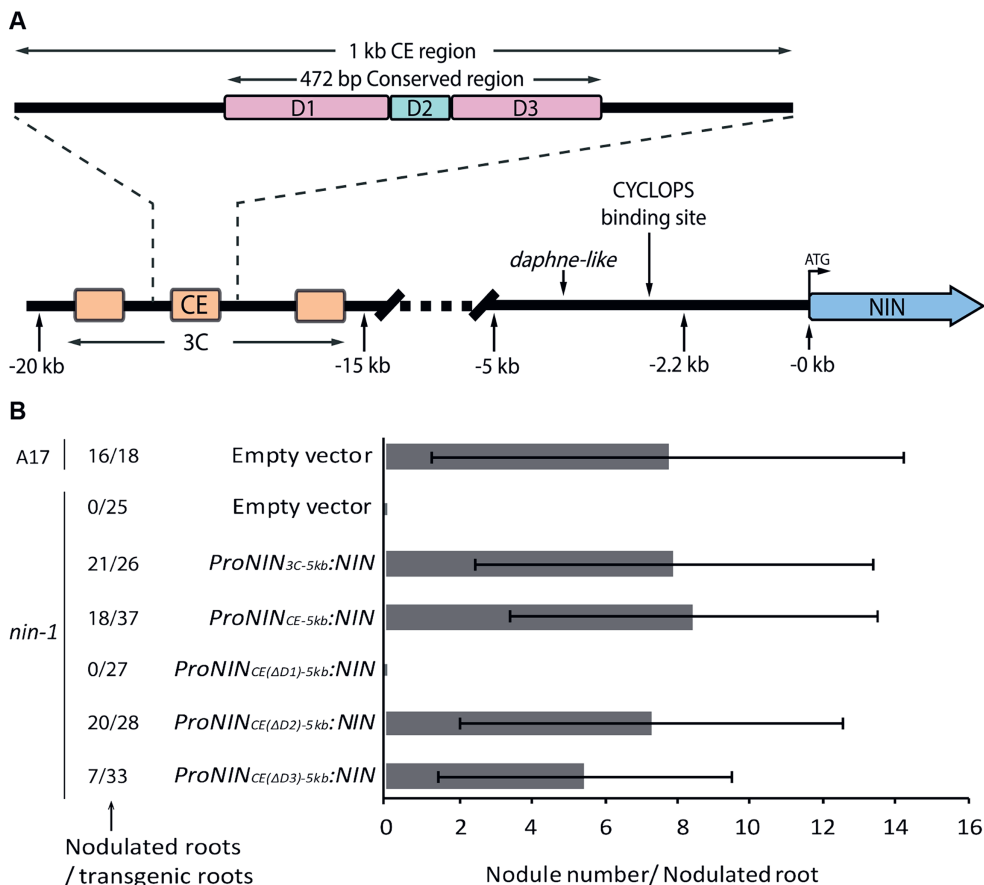 A
1 kb CE region
472 bp Conserved region
D1 D2 D3
CYCLOPS
binding site
daphne-like
ATG
CE
NIN
3C
-20 kb
-15 kb
-5 kb
-2.2 kb
-0 kb
B
A17 16/18 Empty vector
0/25 Empty vector
21/26 ProNIN3C-5kb:NIN
nin-1 18/37 ProNINCE-5kb:NIN
0/27 ProNINCE(ΔD1)-5kb:NIN
20/28 ProNINCE(ΔD2)-5kb:NIN
7/33 ProNINCE(ΔD3)-5kb:NIN
0 2 4 6 8 10 12 14 16
Nodulated roots
/ transgenic roots
Nodule number/ Nodulated root